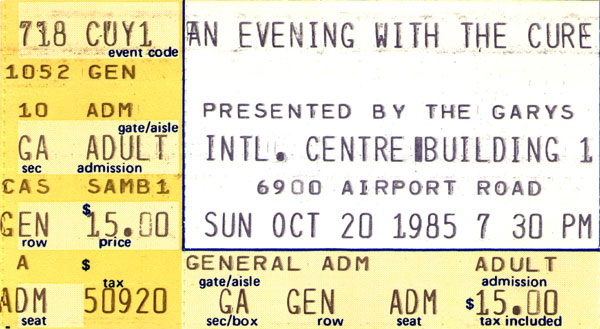 718 CUY1
event code
1052 GEN
10 ADM
gate/aisle
GA ADULT
sec admission
CAS SAMB1
GEN $15.00
row price
A $
tax
ADM 50920
seat
AN EVENING WITH THE CURE
PRESENTED BY THE GARYS
INTL. CENTRE BUILDING 1
6900 AIRPORT ROAD
SUN OCT 20 1985 7 30 PM
GENERAL ADM ADULT
gate/aisle admission
GA GEN ADM $15.00
sec/box row seat tax included